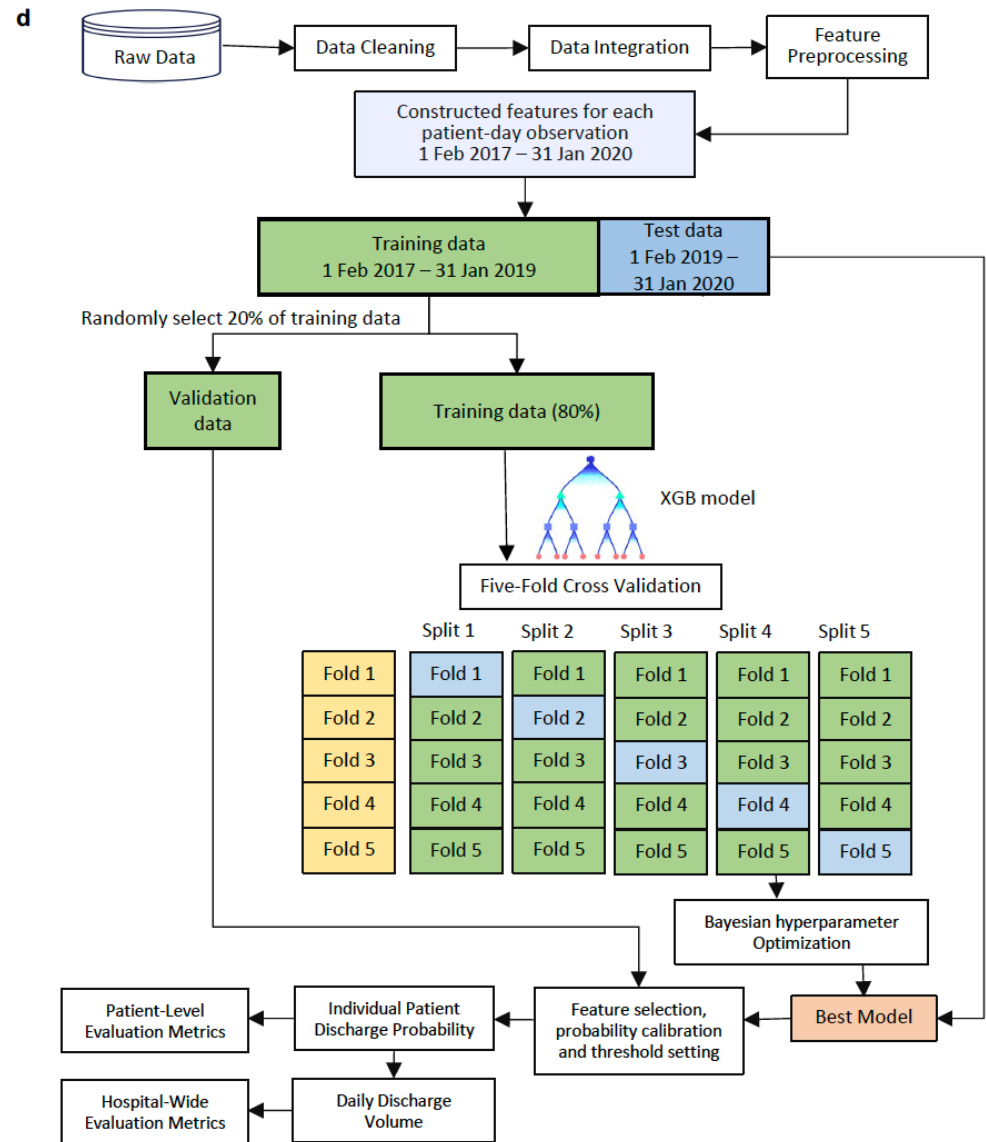 d
Raw Data
Data Cleaning
Data Integration
Feature
Preprocessing
Constructed features for each
patient-day observation
1 Feb 2017 – 31 Jan 2020
Training data
1 Feb 2017 – 31 Jan 2019
Test data
1 Feb 2019 –
31 Jan 2020
Randomly select 20% of training data
Validation
data
Training data (80%)
XGB model
Five-Fold Cross Validation
Split 1 Split 2 Split 3 Split 4 Split 5
Fold 1 Fold 1 Fold 1 Fold 1 Fold 1 Fold 1
Fold 2 Fold 2 Fold 2 Fold 2 Fold 2 Fold 2
Fold 3 Fold 3 Fold 3 Fold 3 Fold 3 Fold 3
Fold 4 Fold 4 Fold 4 Fold 4 Fold 4 Fold 4
Fold 5 Fold 5 Fold 5 Fold 5 Fold 5 Fold 5
Bayesian hyperparameter
Optimization
Best Model
Feature selection,
probability calibration
and threshold setting
Individual Patient
Discharge Probability
Patient-Level
Evaluation Metrics
Daily Discharge
Volume
Hospital-Wide
Evaluation Metrics